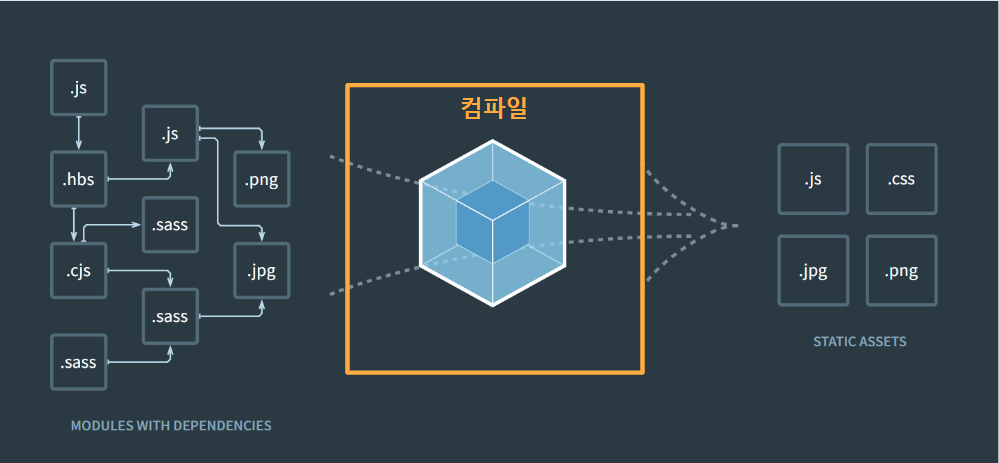 컴파일
.js
.js
.hbs
.png
.sass
.cjs
.jpg
.sass
.sass
MODULES WITH DEPENDENCIES
.js
.css
.jpg
.png
STATIC ASSETS